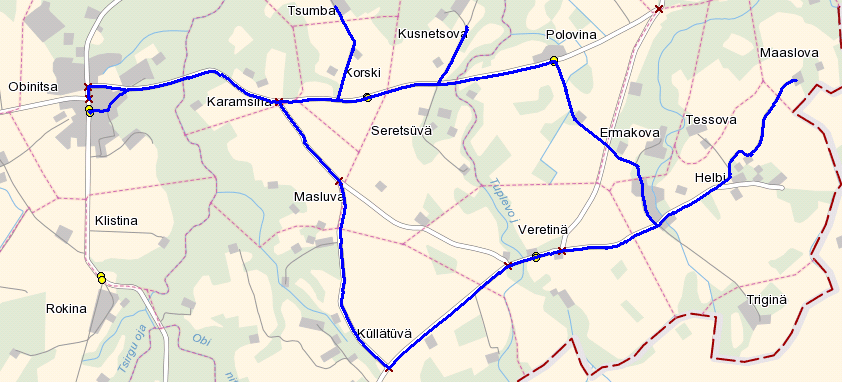 Tsumba
Kusnetsova
Polovina
Maaslova
Korski
Obinitsa
Karamsina
Tessova
Seretsüvä
Ermakova
Helbi
Tuplevo j
Masluva
Klistina
Veretinä
Triginä
Rokina
Küllätüvä
Tsirgu oja
Obi